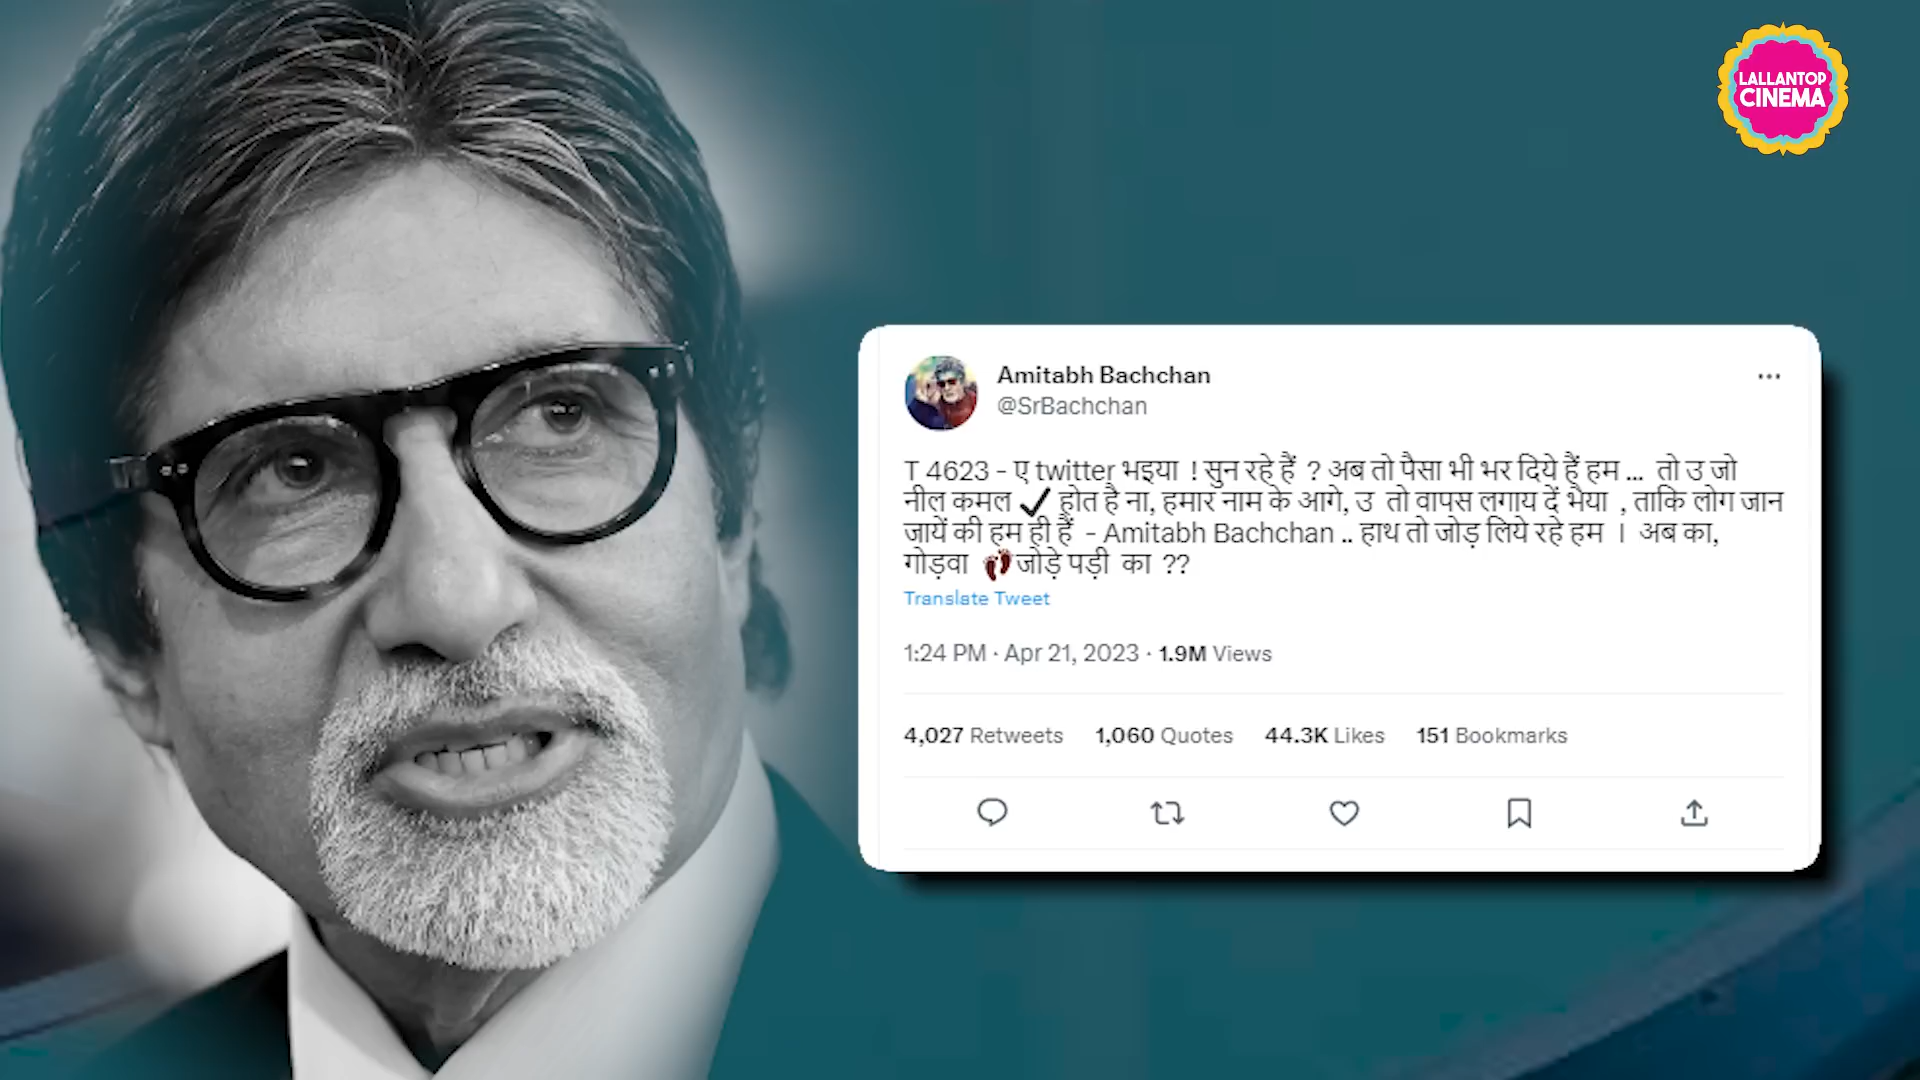 LALLANTOP
CINEMA
Amitabh Bachchan
@SrBachchan
T 4623 - ए twitter भइया ! सुन रहे हैं ? अब तो पैसा भी भर दिये हैं हम ... तो उ जो
नील कमल ✔ होत है ना, हमार नाम के आगे, उ तो वापस लगाय दें भैया , ताकि लोग जान
जायें की हम ही हैं - Amitabh Bachchan .. हाथ तो जोड़ लिये रहे हम । अब का,
गोड़वा 👣जोड़े पड़ी का ??
Translate Tweet
1:24 PM · Apr 21, 2023 · 1.9M Views
4,027 Retweets 1,060 Quotes 44.3K Likes 151 Bookmarks